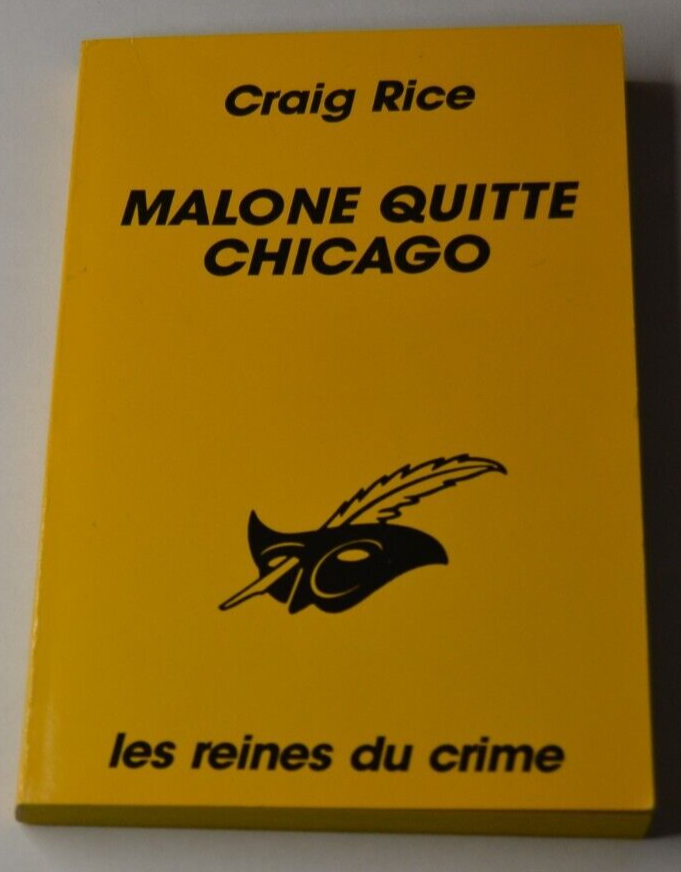 Craig Rice
MALONE QUITTE
CHICAGO
les reines du crime